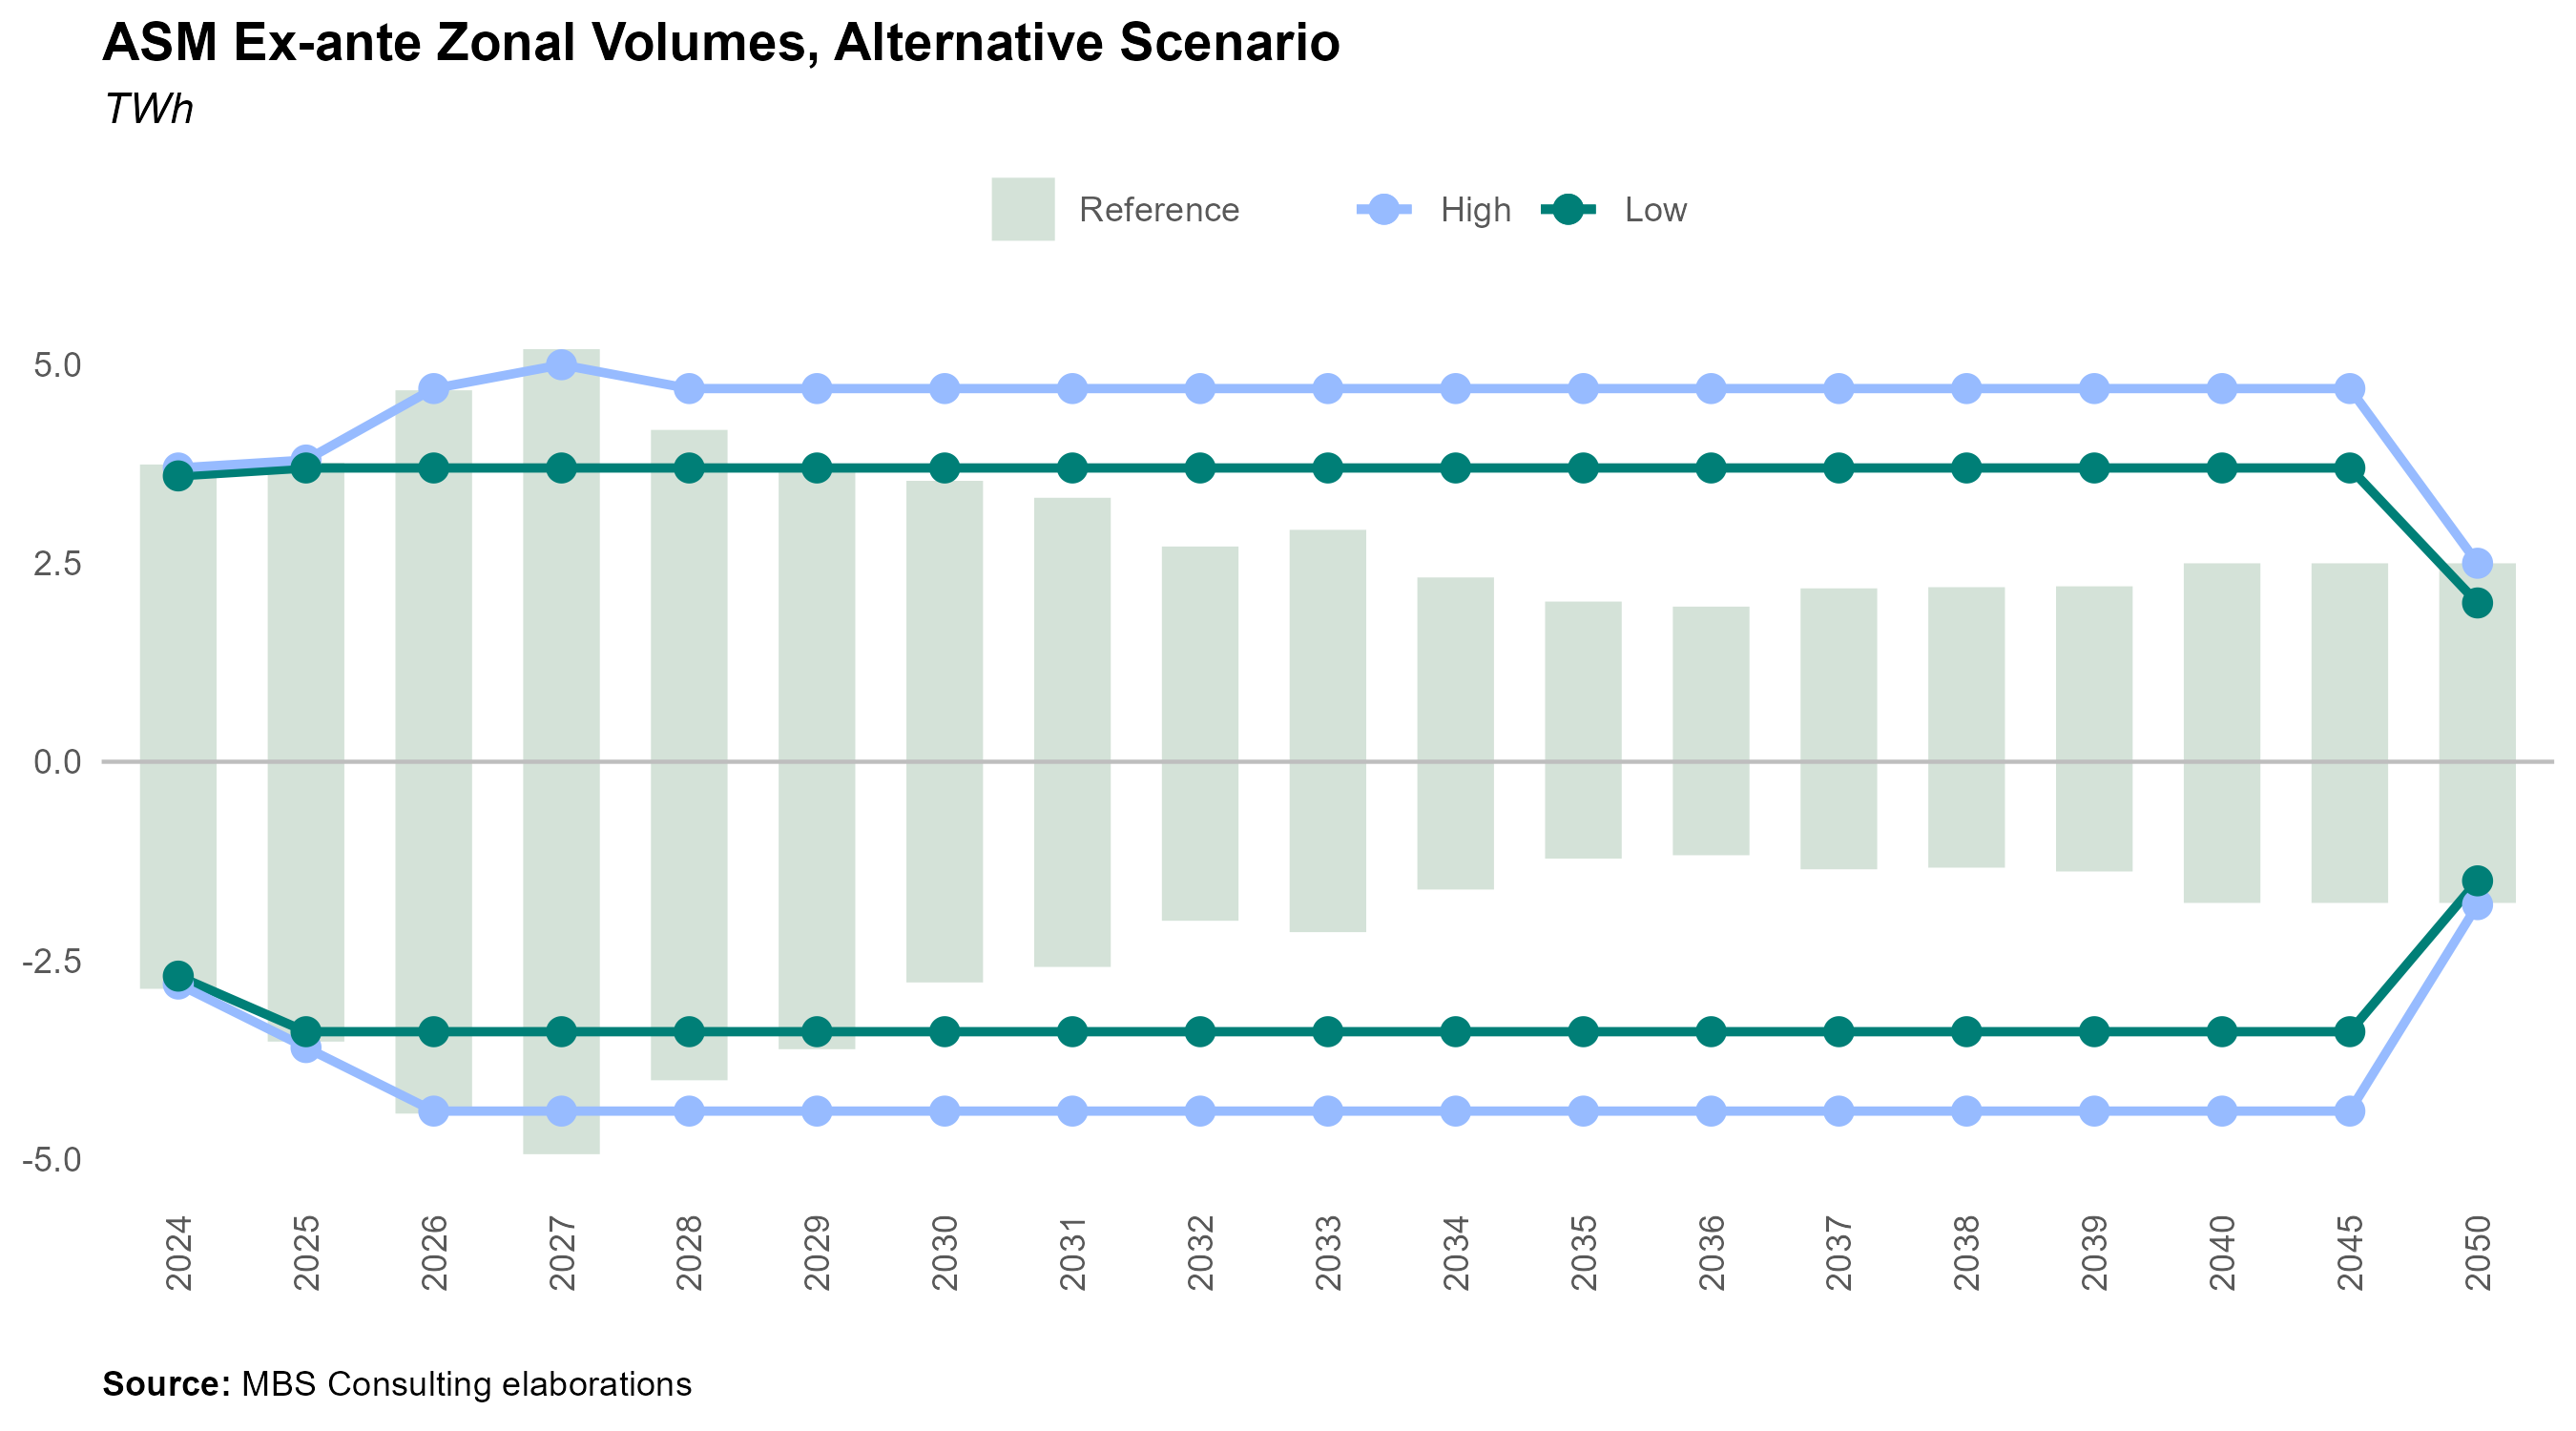 ASM Ex-ante Zonal Volumes, Alternative Scenario
TWh
Reference High Low
5.0
2.5
0.0
-2.5
-5.0
2024 2025 2026 2027 2028 2029 2030 2031 2032 2033 2034 2035 2036 2037 2038 2039 2040 2045 2050
Source: MBS Consulting elaborations